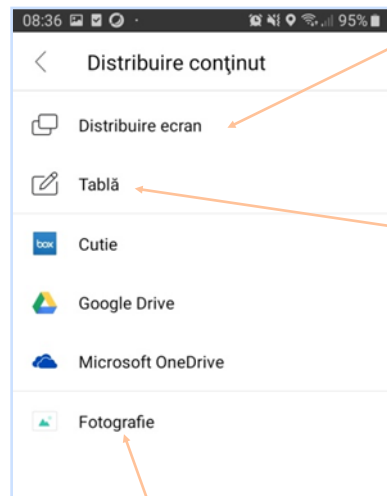 08:36 95%
Distribuire conţinut
Distribuire ecran
Tablă
box Cutie
Google Drive
Microsoft OneDrive
Fotografie